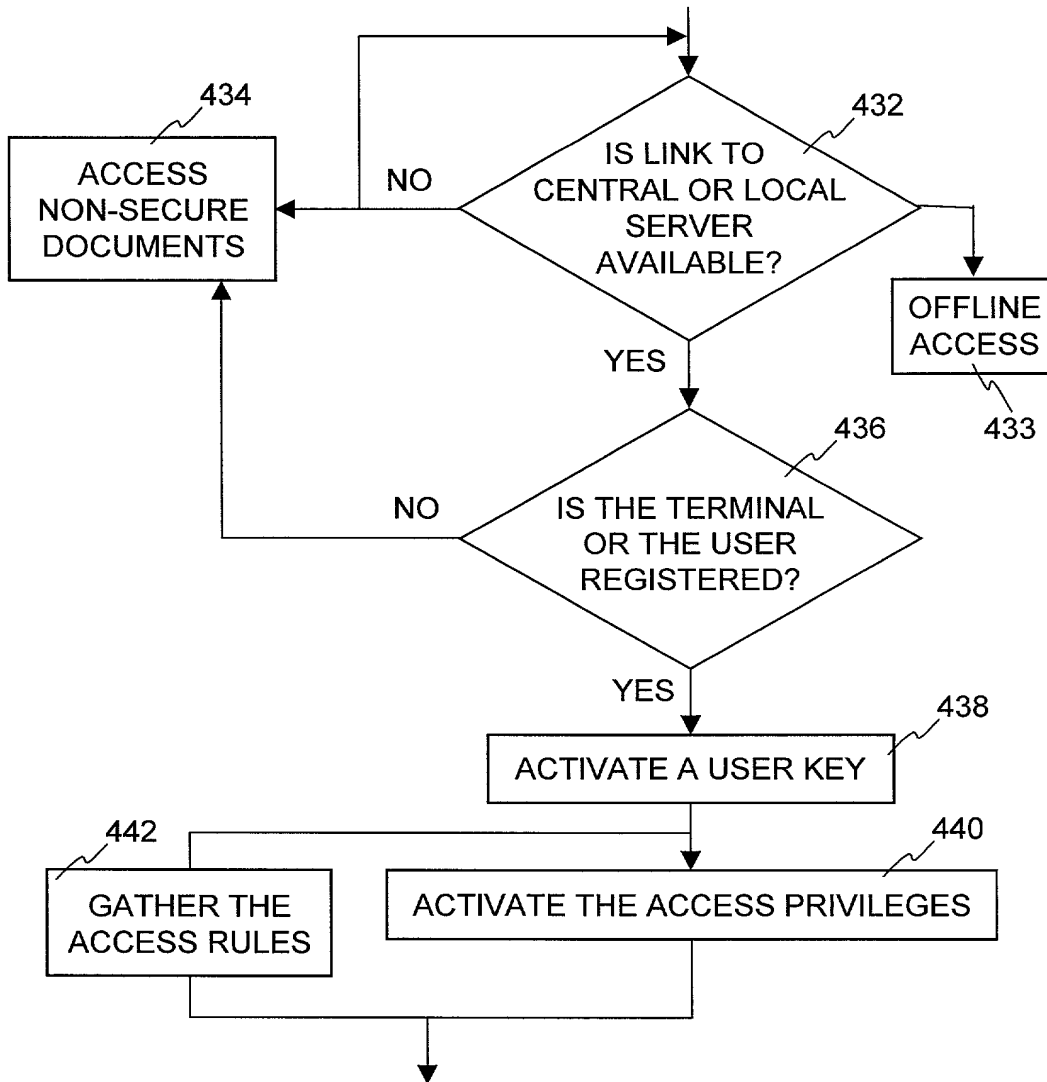 434
ACCESS
NON-SECURE
DOCUMENTS
NO
432
IS LINK TO
CENTRAL OR LOCAL
SERVER
AVAILABLE?
OFFLINE
ACCESS
433
YES
436
NO
IS THE TERMINAL
OR THE USER
REGISTERED?
YES
438
ACTIVATE A USER KEY
442
GATHER THE
ACCESS RULES
440
ACTIVATE THE ACCESS PRIVILEGES